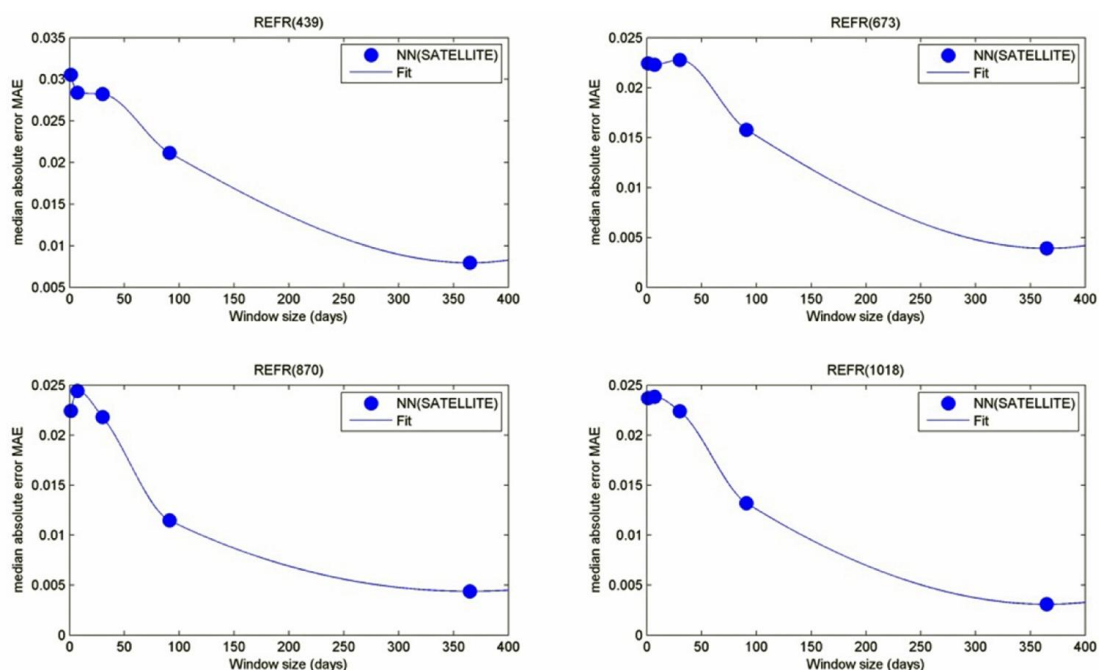 REFR(439)
0.035
0.03
0.025
0.02
0.015
0.01
0.005
median absolute error MAE
NN(SATELLITE)
Fit
0 50 100 150 200 250 300 350 400
Window size (days)
REFR(673)
0.025
0.02
0.015
0.01
0.005
0
median absolute error MAE
NN(SATELLITE)
Fit
0 50 100 150 200 250 300 350 400
Window size (days)
REFR(870)
0.025
0.02
0.015
0.01
0.005
0
median absolute error MAE
NN(SATELLITE)
Fit
0 50 100 150 200 250 300 350 400
Window size (days)
REFR(1018)
0.025
0.02
0.015
0.01
0.005
0
median absolute error MAE
NN(SATELLITE)
Fit
0 50 100 150 200 250 300 350 400
Window size (days)